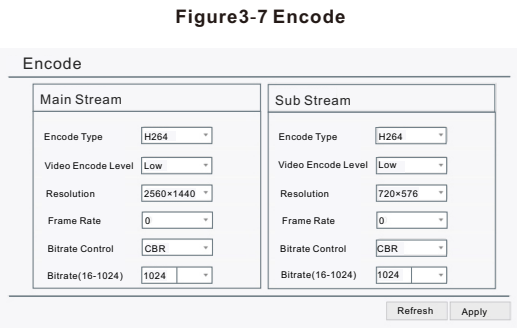 Figure3-7 Encode
Encode
Main Stream
Encode Type H264
Video Encode Level Low
Resolution 2560×1440
Frame Rate 0
Bitrate Control CBR
Bitrate(16-1024) 1024
Sub Stream
Encode Type H264
Video Encode Level Low
Resolution 720×576
Frame Rate 0
Bitrate Control CBR
Bitrate(16-1024) 1024
Refresh Apply